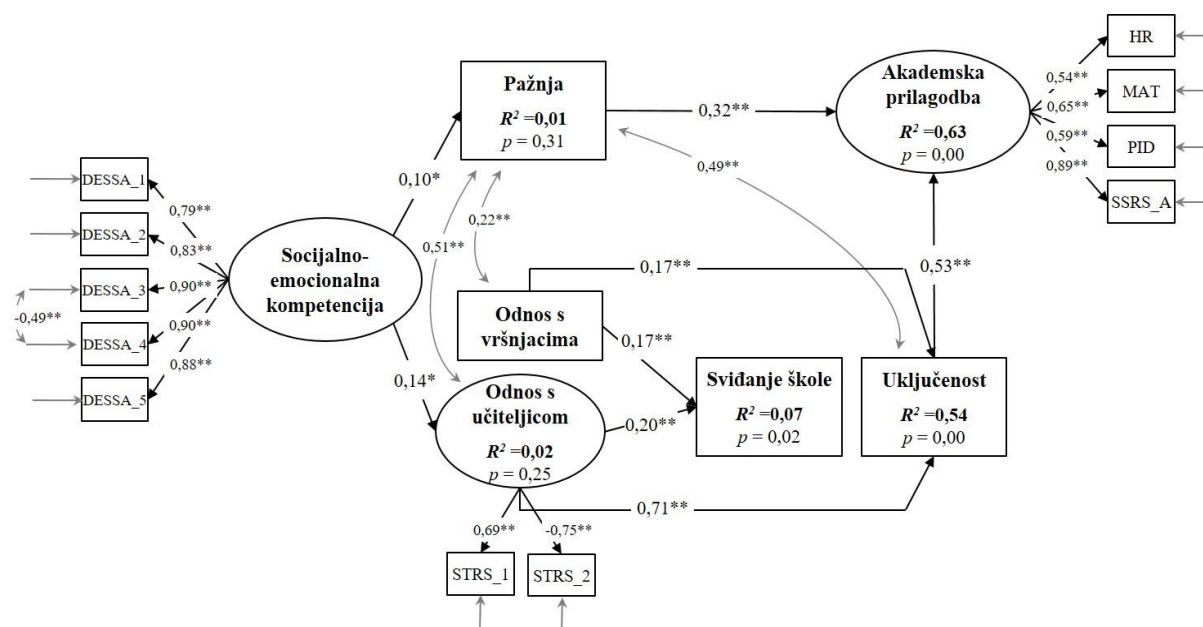 HR
Pažnja
R² =0,01
p = 0,31
Akademska
prilagodba
R² =0,63
p = 0,00
0,54**
MAT
0,32**
0,65**
0,59**
PID
0,89**
SSRS_A
0,49**
DESSA_1
0,10*
0,79**
0,22**
DESSA_2
0,83**
0,51**
Socijalno-
emocionalna
kompetencija
0,17**
0,53**
DESSA_3
0,90**
-0,49**
Odnos s
vršnjacima
0,90**
DESSA_4
0,17**
0,88**
DESSA_5
0,14*
Odnos s
učiteljicom
R² =0,02
p = 0,25
Sviđanje škole
R² =0,07
p = 0,02
Uključenost
R² =0,54
p = 0,00
0,20**
0,71**
0,69**
-0,75**
STRS_1
STRS_2